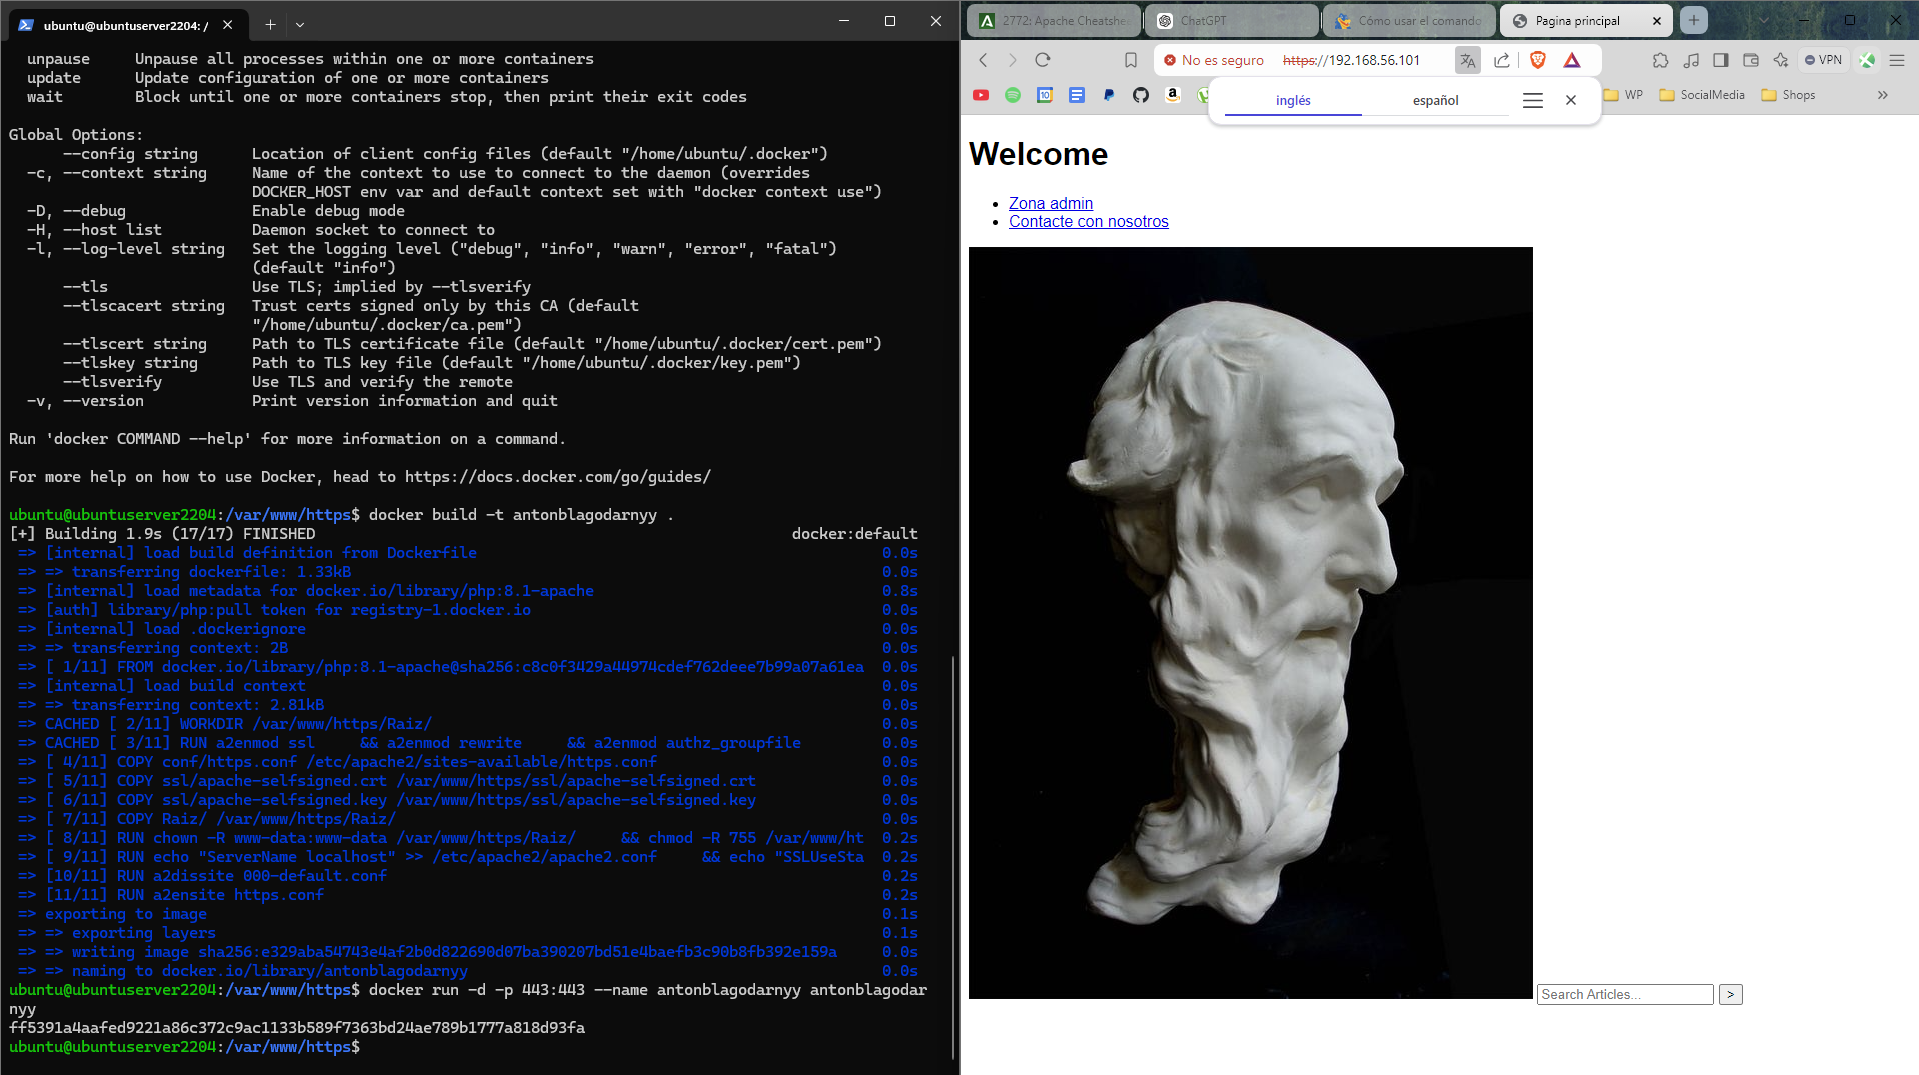 ubuntu@ubuntuserver2204: /
  unpause     Unpause all processes within one or more containers
  update      Update configuration of one or more containers
  wait        Block until one or more containers stop, then print their exit codes
Global Options:
      --config string      Location of client config files (default "/home/ubuntu/.docker")
  -c, --context string     Name of the context to use to connect to the daemon (overrides
                           DOCKER_HOST env var and default context set with "docker context use")
  -D, --debug              Enable debug mode
  -H, --host list          Daemon socket to connect to
  -l, --log-level string   Set the logging level ("debug", "info", "warn", "error", "fatal")
                           (default "info")
      --tls                Use TLS; implied by --tlsverify
      --tlscacert string   Trust certs signed only by this CA (default
                           "/home/ubuntu/.docker/ca.pem")
      --tlscert string     Path to TLS certificate file (default "/home/ubuntu/.docker/cert.pem")
      --tlskey string      Path to TLS key file (default "/home/ubuntu/.docker/key.pem")
      --tlsverify          Use TLS and verify the remote
  -v, --version            Print version information and quit
Run 'docker COMMAND --help' for more information on a command.
For more help on how to use Docker, head to https://docs.docker.com/go/guides/
ubuntu@ubuntuserver2204:/var/www/https$ docker build -t antonblagodarnyy .
[+] Building 1.9s (17/17) FINISHED docker:default
 => [internal] load build definition from Dockerfile 0.0s
 => => transferring dockerfile: 1.33kB 0.0s
 => [internal] load metadata for docker.io/library/php:8.1-apache 0.8s
 => [auth] library/php:pull token for registry-1.docker.io 0.0s
 => [internal] load .dockerignore 0.0s
 => => transferring context: 2B 0.0s
 => [ 1/11] FROM docker.io/library/php:8.1-apache@sha256:c8c0f3429a44974cdef762deee7b99a07a61ea 0.0s
 => [internal] load build context 0.0s
 => => transferring context: 2.81kB 0.0s
 => CACHED [ 2/11] WORKDIR /var/www/https/Raiz/ 0.0s
 => CACHED [ 3/11] RUN a2enmod ssl     && a2enmod rewrite     && a2enmod authz_groupfile 0.0s
 => [ 4/11] COPY conf/https.conf /etc/apache2/sites-available/https.conf 0.0s
 => [ 5/11] COPY ssl/apache-selfsigned.crt /var/www/https/ssl/apache-selfsigned.crt 0.0s
 => [ 6/11] COPY ssl/apache-selfsigned.key /var/www/https/ssl/apache-selfsigned.key 0.0s
 => [ 7/11] COPY Raiz/ /var/www/https/Raiz/ 0.0s
 => [ 8/11] RUN chown -R www-data:www-data /var/www/https/Raiz/     && chmod -R 755 /var/www/ht 0.2s
 => [ 9/11] RUN echo "ServerName localhost" >> /etc/apache2/apache2.conf     && echo "SSLUseSta 0.2s
 => [10/11] RUN a2dissite 000-default.conf 0.2s
 => [11/11] RUN a2ensite https.conf 0.2s
 => exporting to image 0.1s
 => => exporting layers 0.1s
 => => writing image sha256:e329aba54743e4af2b0d822690d07ba390207bd51e4baefb3c90b8fb392e159a 0.0s
 => => naming to docker.io/library/antonblagodarnyy 0.0s
ubuntu@ubuntuserver2204:/var/www/https$ docker run -d -p 443:443 --name antonblagodarnyy antonblagodar
nyy
ff5391a4aafed9221a86c372c9ac1133b589f7363bd24ae789b1777a818d93fa
ubuntu@ubuntuserver2204:/var/www/https$
2772: Apache Cheatshe ChatGPT Cómo usar el comando Pagina principal
No es seguro https://192.168.56.101 VPN
WP SocialMedia Shops
inglés español
Welcome
Zona admin
Contacte con nosotros
Search Articles... >